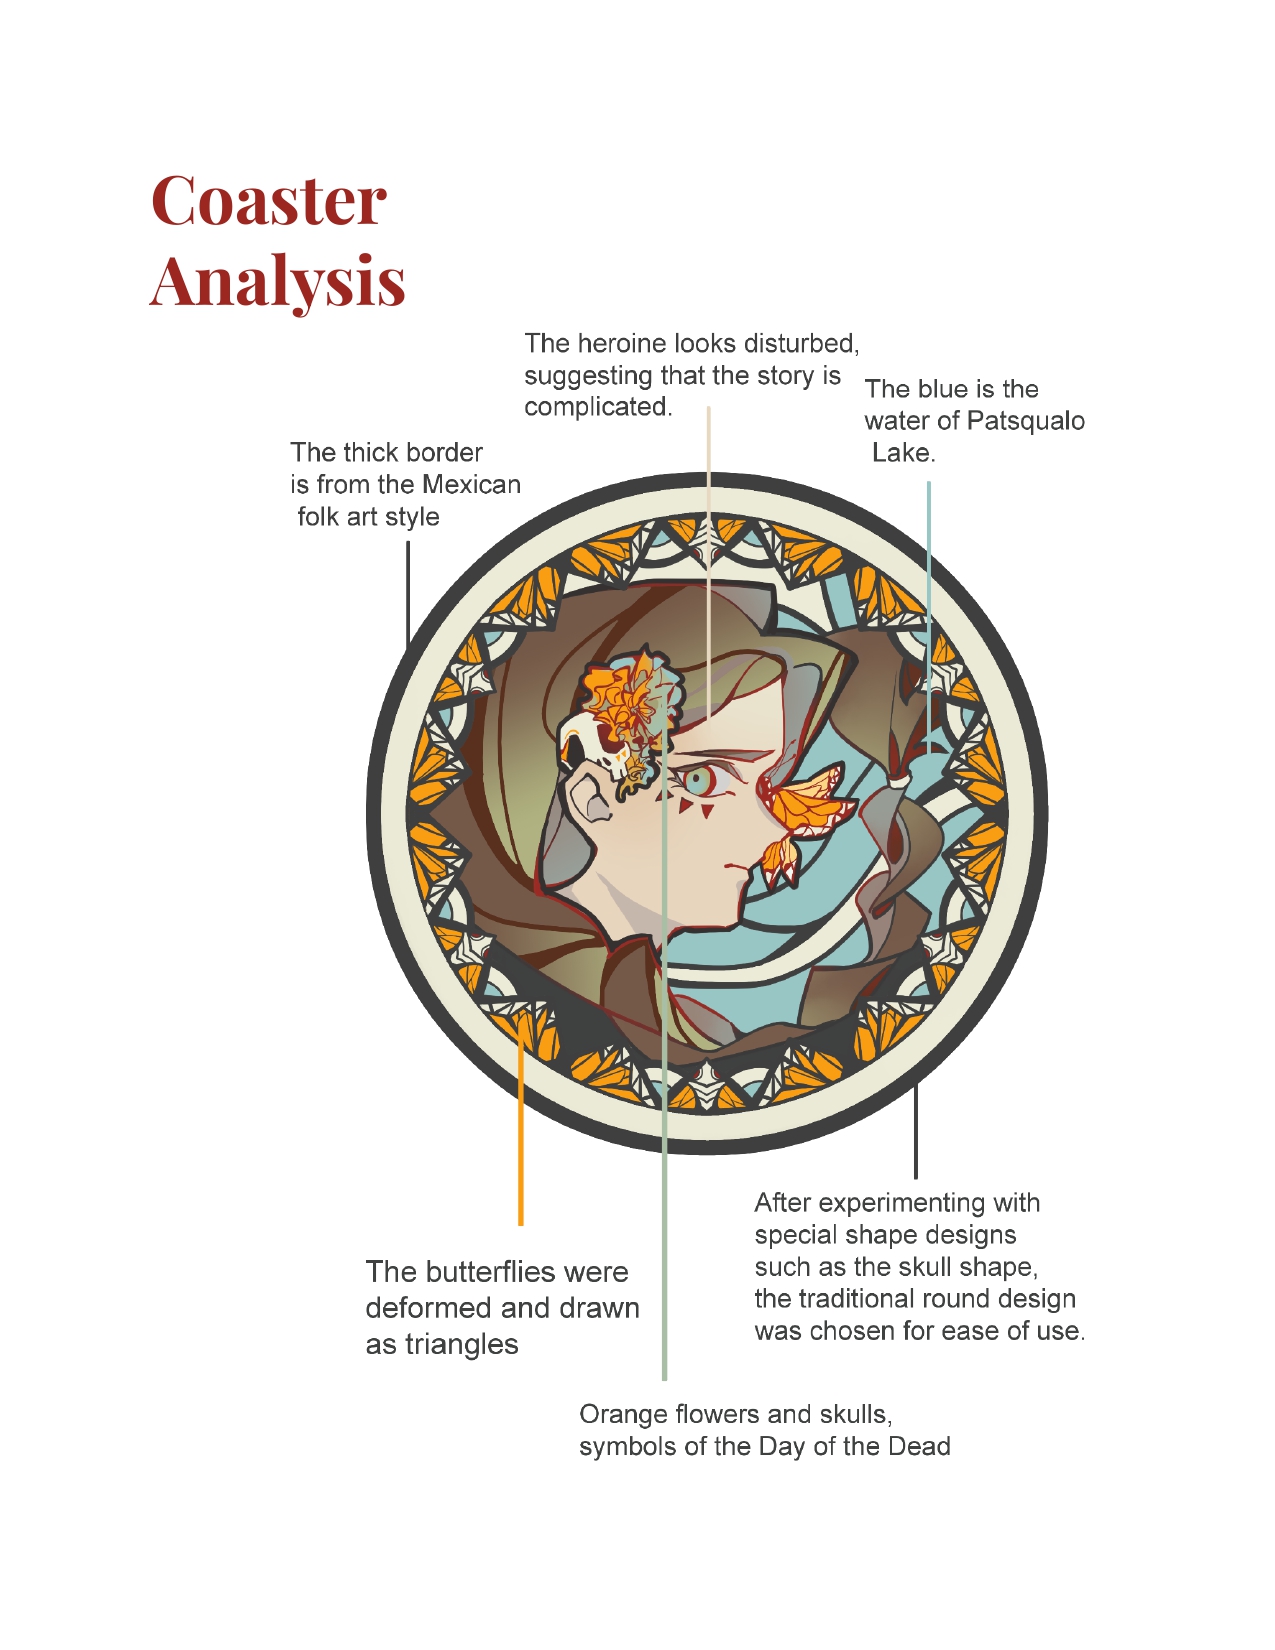 Coaster
Analysis
The heroine looks disturbed,
suggesting that the story is
complicated.
The blue is the
water of Patsqualo
Lake.
The thick border
is from the Mexican
folk art style
After experimenting with
special shape designs
such as the skull shape,
the traditional round design
was chosen for ease of use.
The butterflies were
deformed and drawn
as triangles
Orange flowers and skulls,
symbols of the Day of the Dead